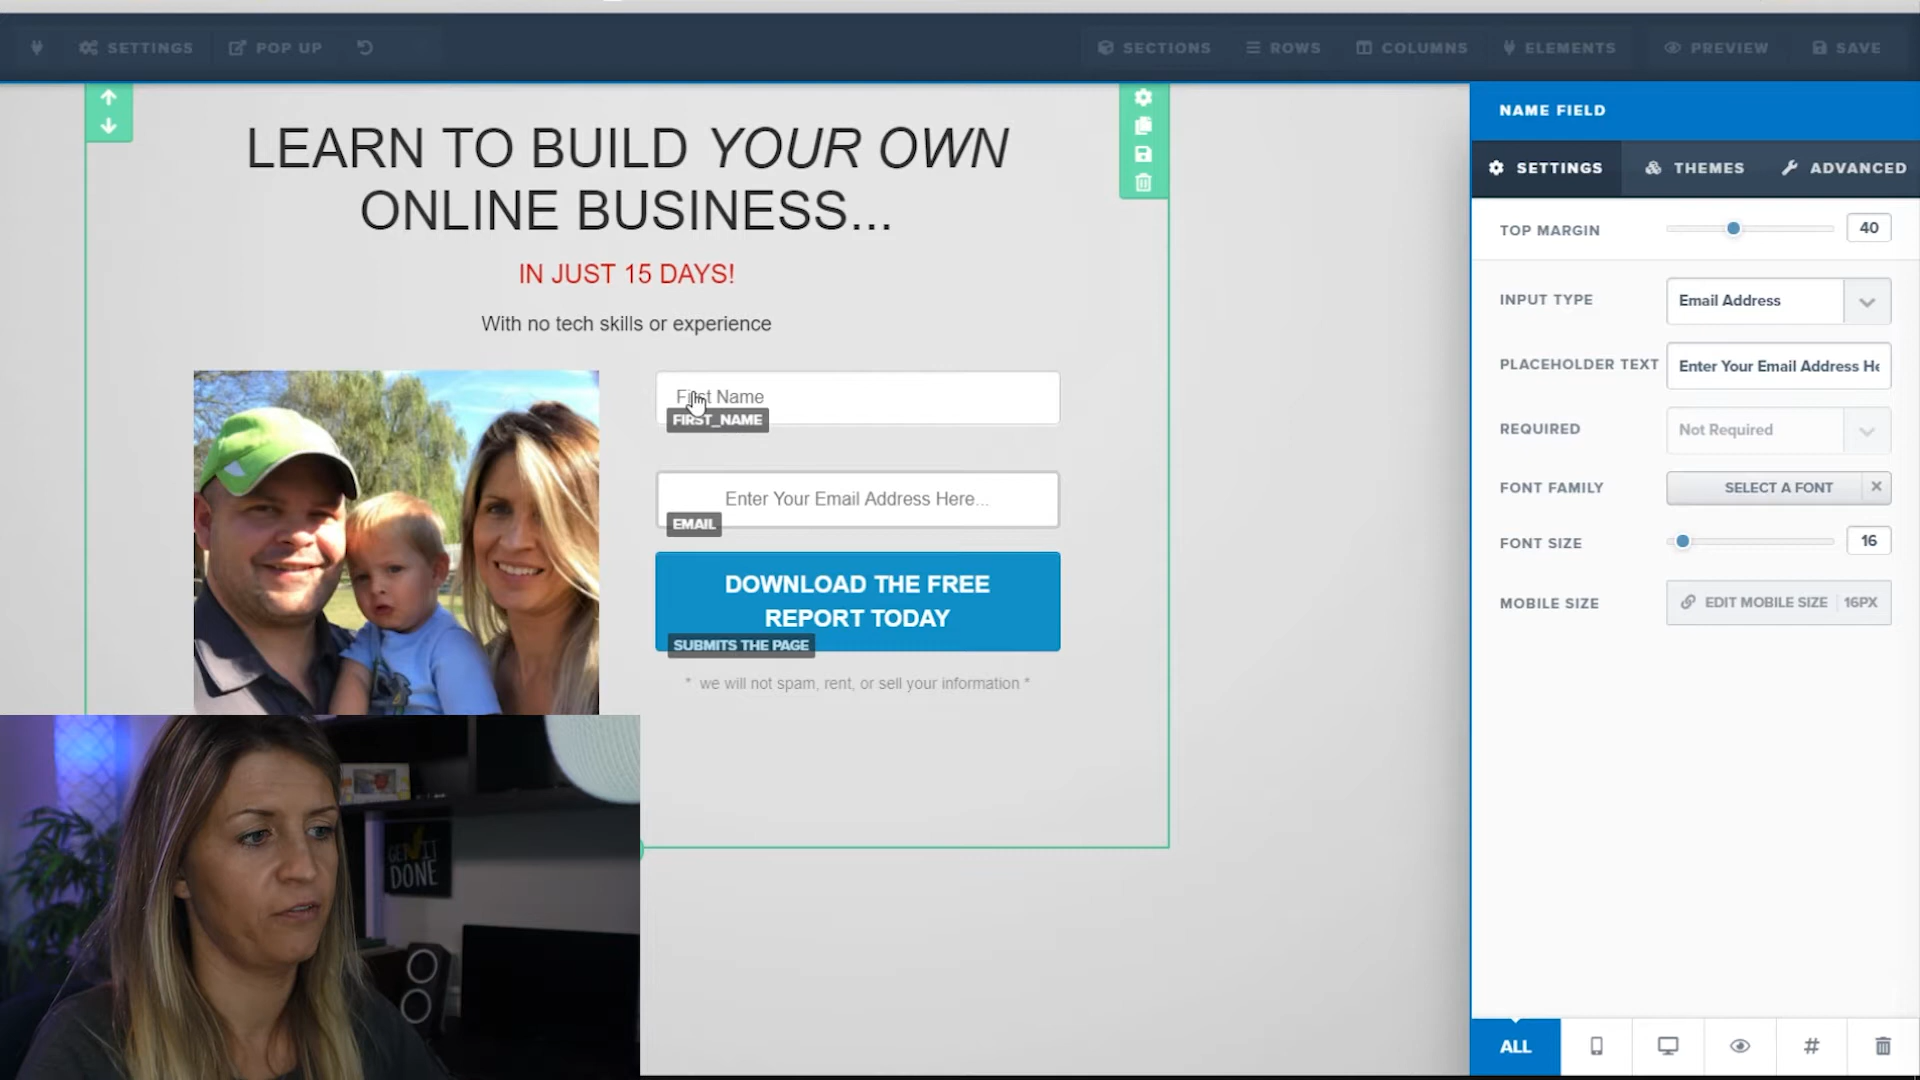 SETTINGS
POP UP
SECTIONS
ROWS
COLUMNS
ELEMENTS
PREVIEW
SAVE
LEARN TO BUILD YOUR OWN
ONLINE BUSINESS...
IN JUST 15 DAYS!
With no tech skills or experience
First Name
FIRST_NAME
Enter Your Email Address Here...
EMAIL
DOWNLOAD THE FREE
REPORT TODAY
SUBMITS THE PAGE
* we will not spam, rent, or sell your information *
GET IT
DONE
NAME FIELD
SETTINGS
THEMES
ADVANCED
TOP MARGIN
40
INPUT TYPE
Email Address
PLACEHOLDER TEXT
Enter Your Email Address He
REQUIRED
Not Required
FONT FAMILY
SELECT A FONT
×
FONT SIZE
16
MOBILE SIZE
EDIT MOBILE SIZE
16PX
ALL
#